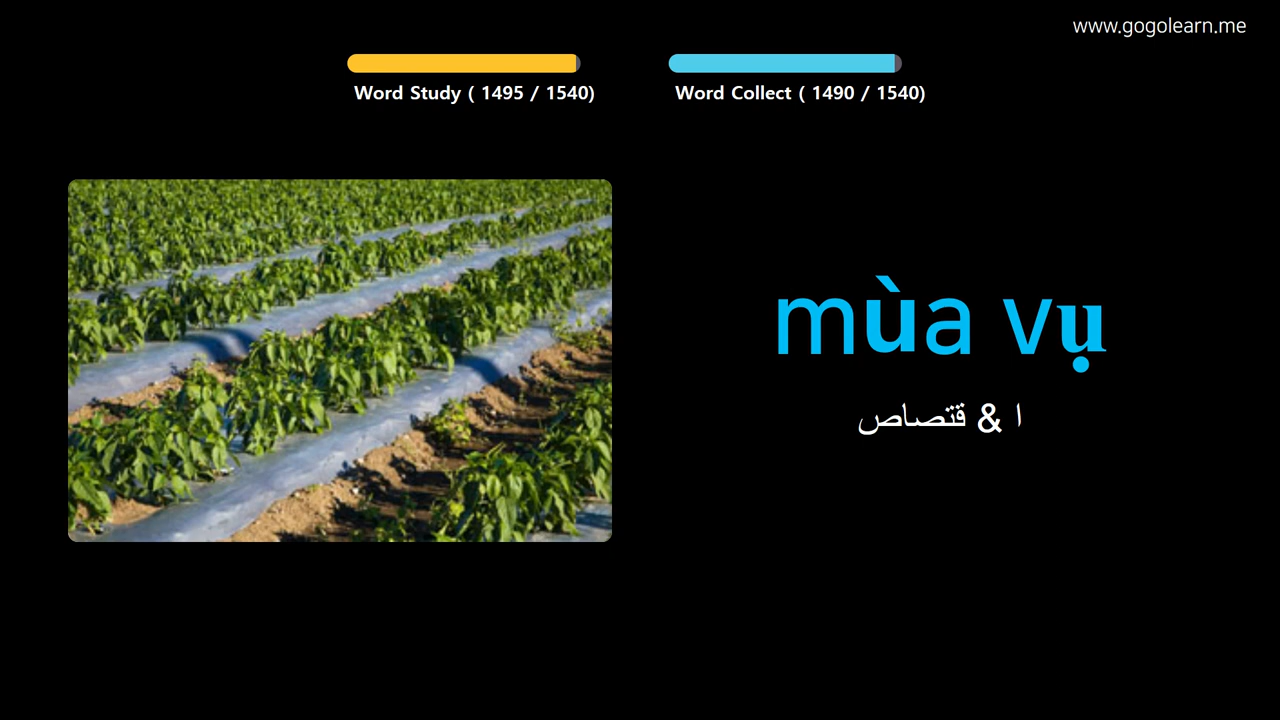 www.gogolearn.me
Word Study ( 1495 / 1540)
Word Collect ( 1490 / 1540)
mùa vụ
ا & قتصاص